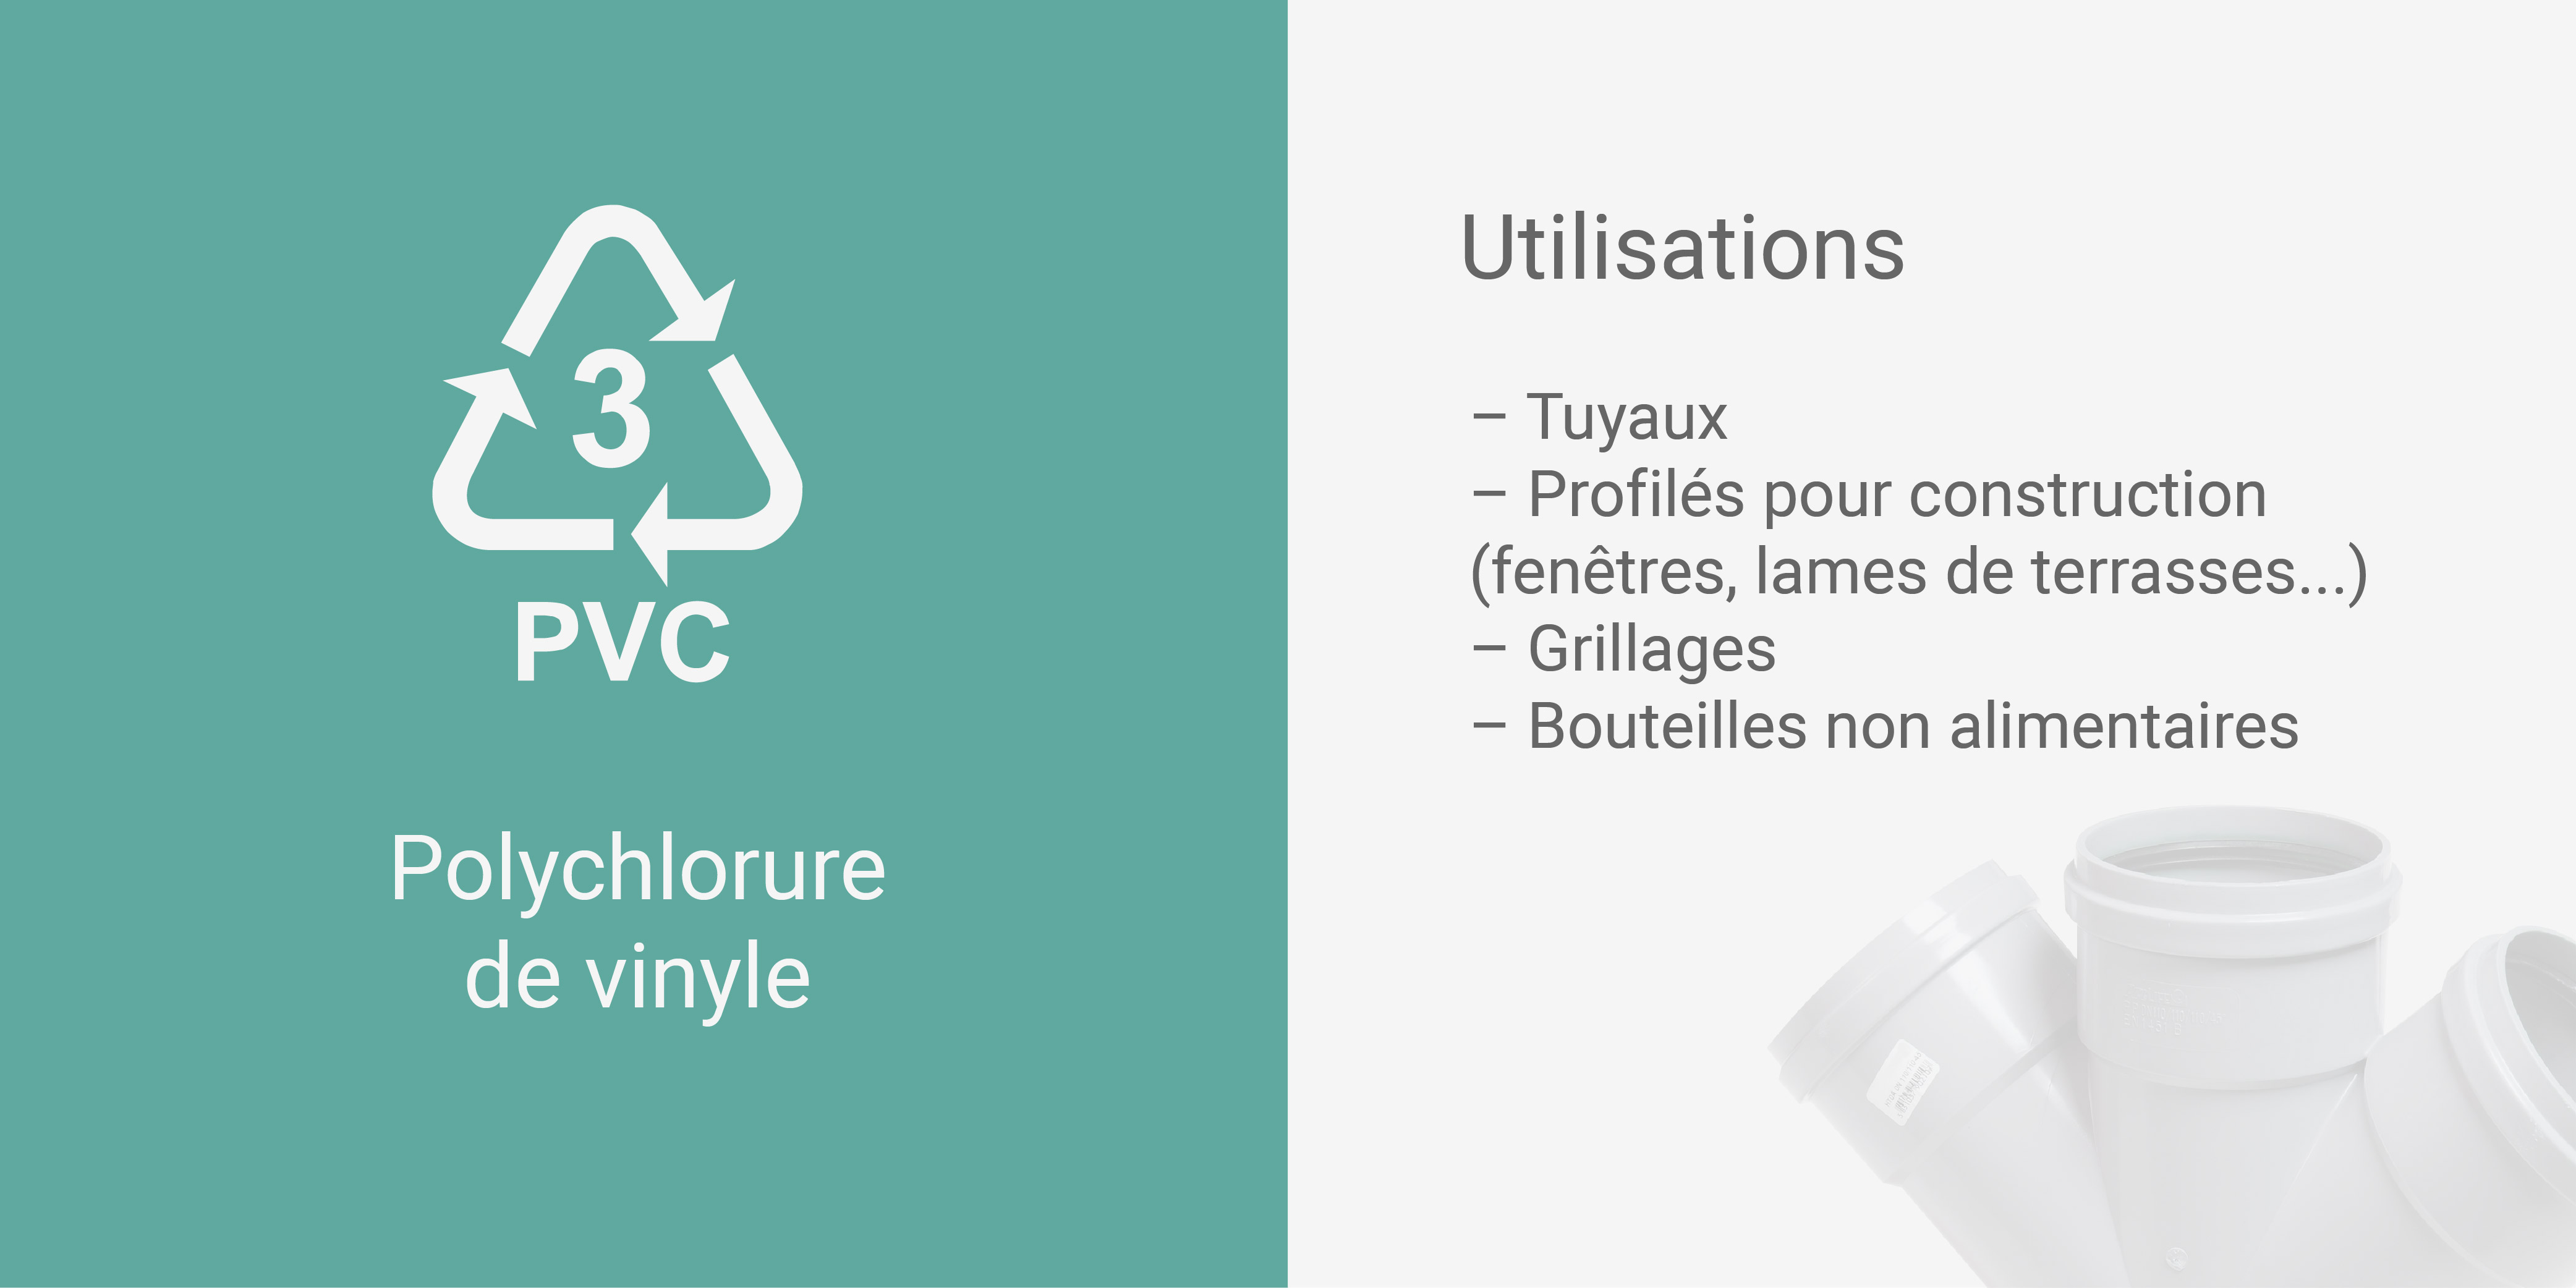 3
PVC
Polychlorure
de vinyle
Utilisations
– Tuyaux
– Profilés pour construction
(fenêtres, lames de terrasses...)
– Grillages
– Bouteilles non alimentaires